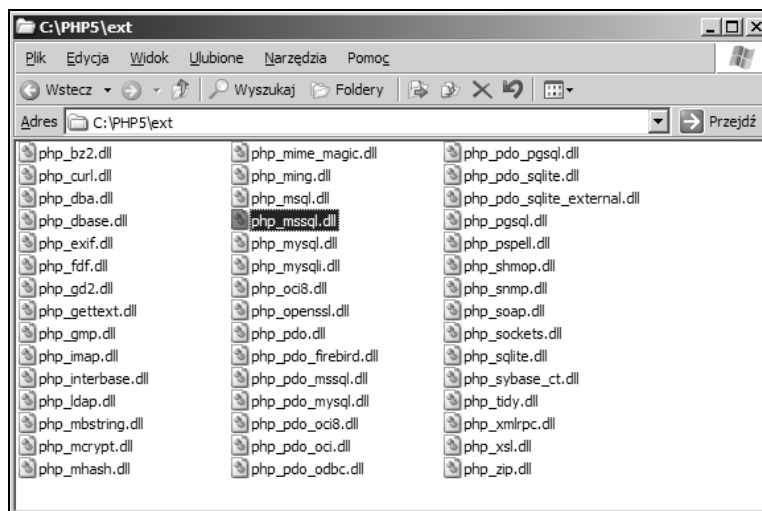 C:\PHP5\ext
Plik Edycja Widok Ulubione Narzędzia Pomoc
Wstecz Wyszukaj Foldery
Adres C:\PHP5\ext Przejdź
php_bz2.dll
php_curl.dll
php_dba.dll
php_dbase.dll
php_exif.dll
php_fdf.dll
php_gd2.dll
php_gettext.dll
php_gmp.dll
php_imap.dll
php_interbase.dll
php_ldap.dll
php_mbstring.dll
php_mcrypt.dll
php_mhash.dll
php_mime_magic.dll
php_ming.dll
php_msql.dll
php_mssql.dll
php_mysql.dll
php_mysqli.dll
php_oci8.dll
php_openssl.dll
php_pdo.dll
php_pdo_firebird.dll
php_pdo_mssql.dll
php_pdo_mysql.dll
php_pdo_oci8.dll
php_pdo_oci.dll
php_pdo_odbc.dll
php_pdo_pgsql.dll
php_pdo_sqlite.dll
php_pdo_sqlite_external.dll
php_pgsql.dll
php_pspell.dll
php_shmop.dll
php_snmp.dll
php_soap.dll
php_sockets.dll
php_sqlite.dll
php_sybase_ct.dll
php_tidy.dll
php_xmlrpc.dll
php_xsl.dll
php_zip.dll